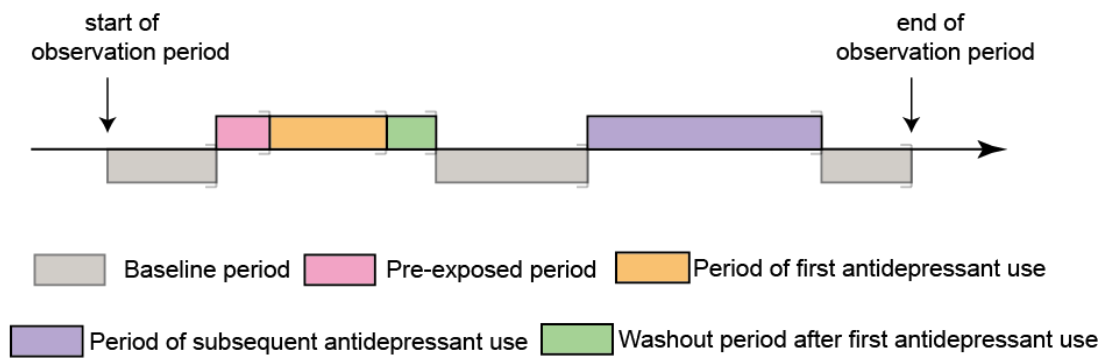 start of
observation period
end of
observation period
Baseline period
Pre-exposed period
Period of first antidepressant use
Period of subsequent antidepressant use
Washout period after first antidepressant use